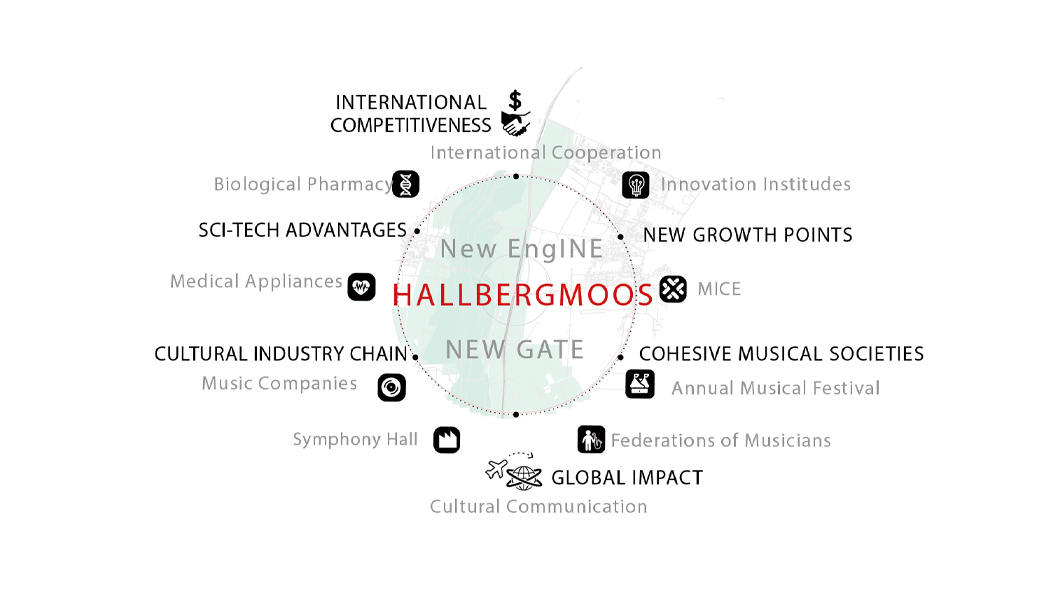 INTERNATIONAL
COMPETITIVENESS
$
International Cooperation
Biological Pharmacy
Innovation Institudes
SCI-TECH ADVANTAGES
NEW GROWTH POINTS
New EngINE
Medical Appliances
HALLBERGMOOS
MICE
NEW GATE
CULTURAL INDUSTRY CHAIN
COHESIVE MUSICAL SOCIETIES
Music Companies
Annual Musical Festival
Symphony Hall
Federations of Musicians
GLOBAL IMPACT
Cultural Communication